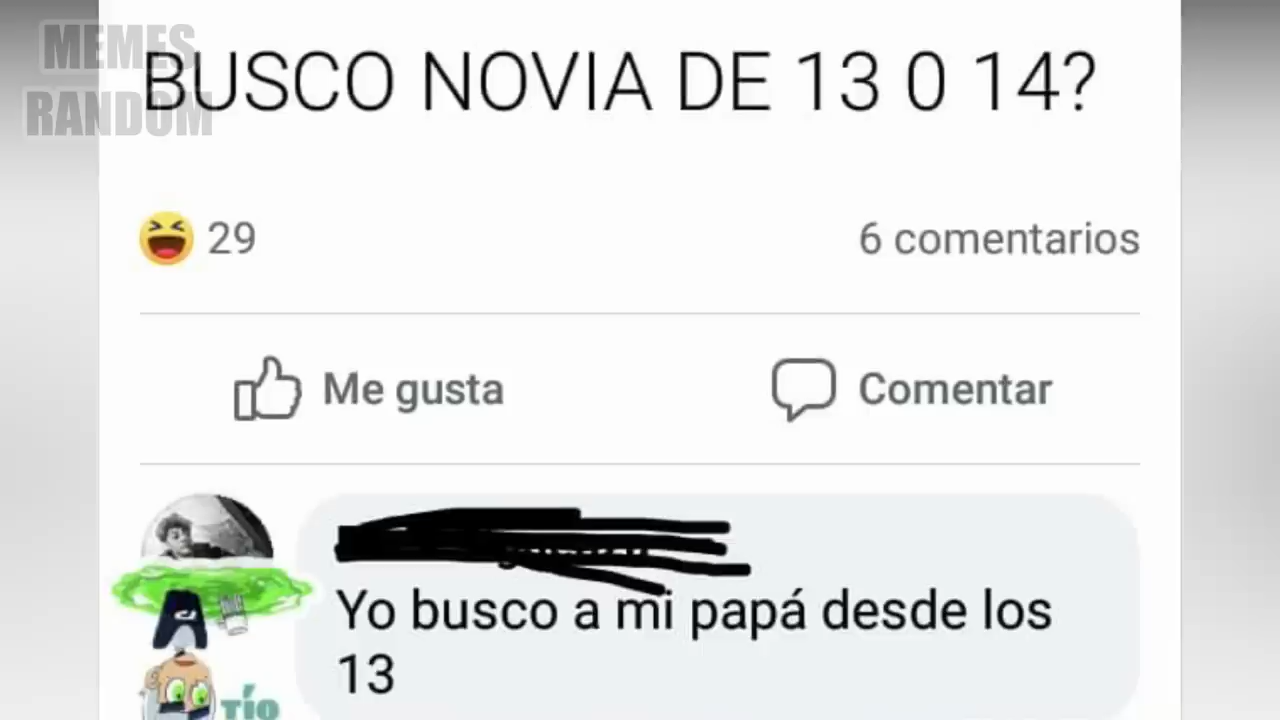 MEMES
RANDOM
BUSCO NOVIA DE 13 O 14?
29
6 comentarios
Me gusta
Comentar
Yo busco a mi papá desde los
13
TÍO